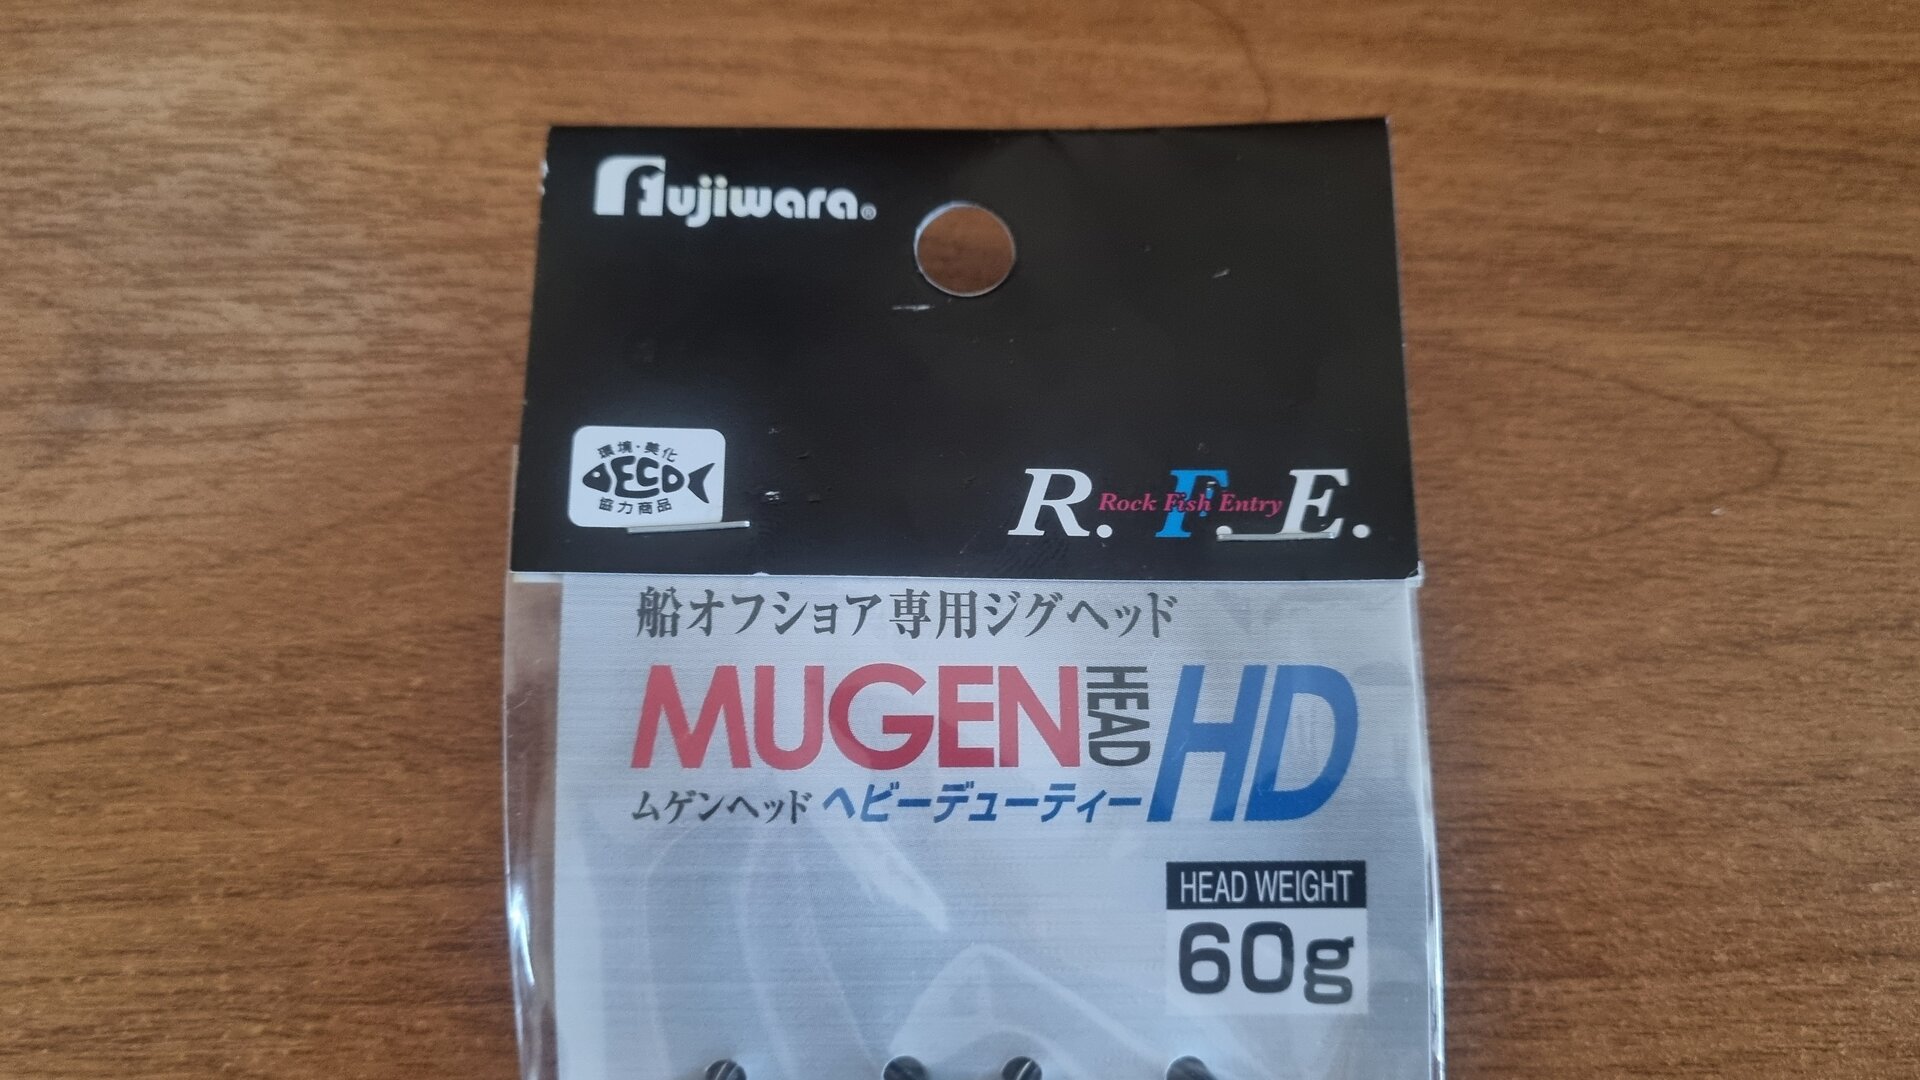 Fujiwara®
環境・美化
ECO
協力商品
R.F.E.
Rock Fish Entry
船オフショア専用ジグヘッド
MUGEN HEAD HD
ムゲンヘッド ヘビーデューティー
HEAD WEIGHT
60g